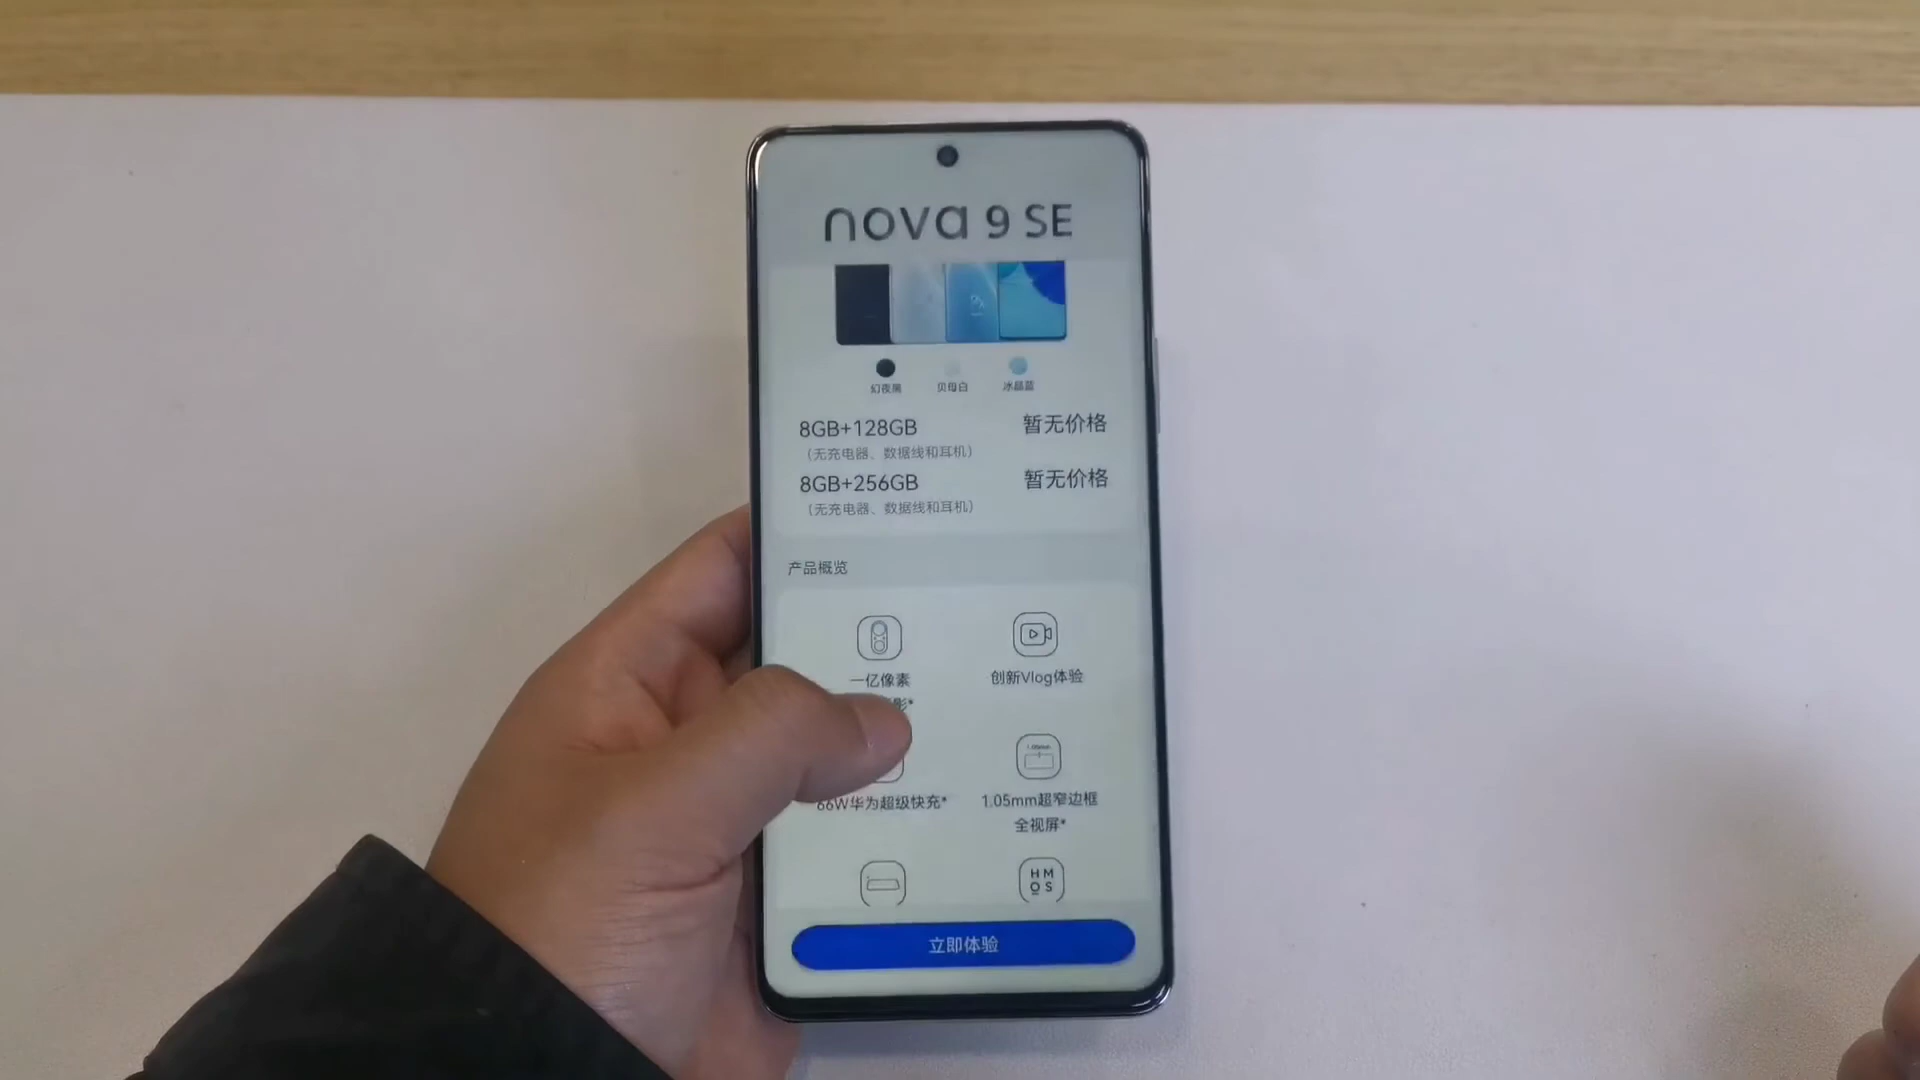 nova 9 SE
幻夜黑 贝母白 冰晶蓝
8GB+128GB 暂无价格
（无充电器、数据线和耳机）
8GB+256GB 暂无价格
（无充电器、数据线和耳机）
产品概览
一亿像素 创新Vlog体验
影*
66W华为超级快充* 1.05mm超窄边框
全视屏*
HM
OS
立即体验